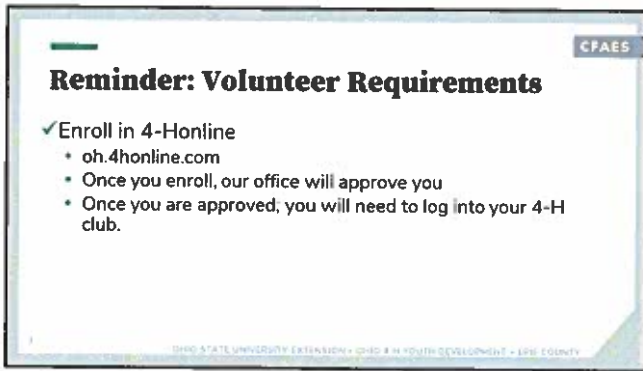 CFAES
Reminder: Volunteer Requirements
✓Enroll in 4-Honline
• oh.4honline.com
• Once you enroll, our office will approve you
• Once you are approved, you will need to log into your 4-H
club.
OHIO STATE UNIVERSITY EXTENSION • OHIO 4-H YOUTH DEVELOPMENT • ERIE COUNTY